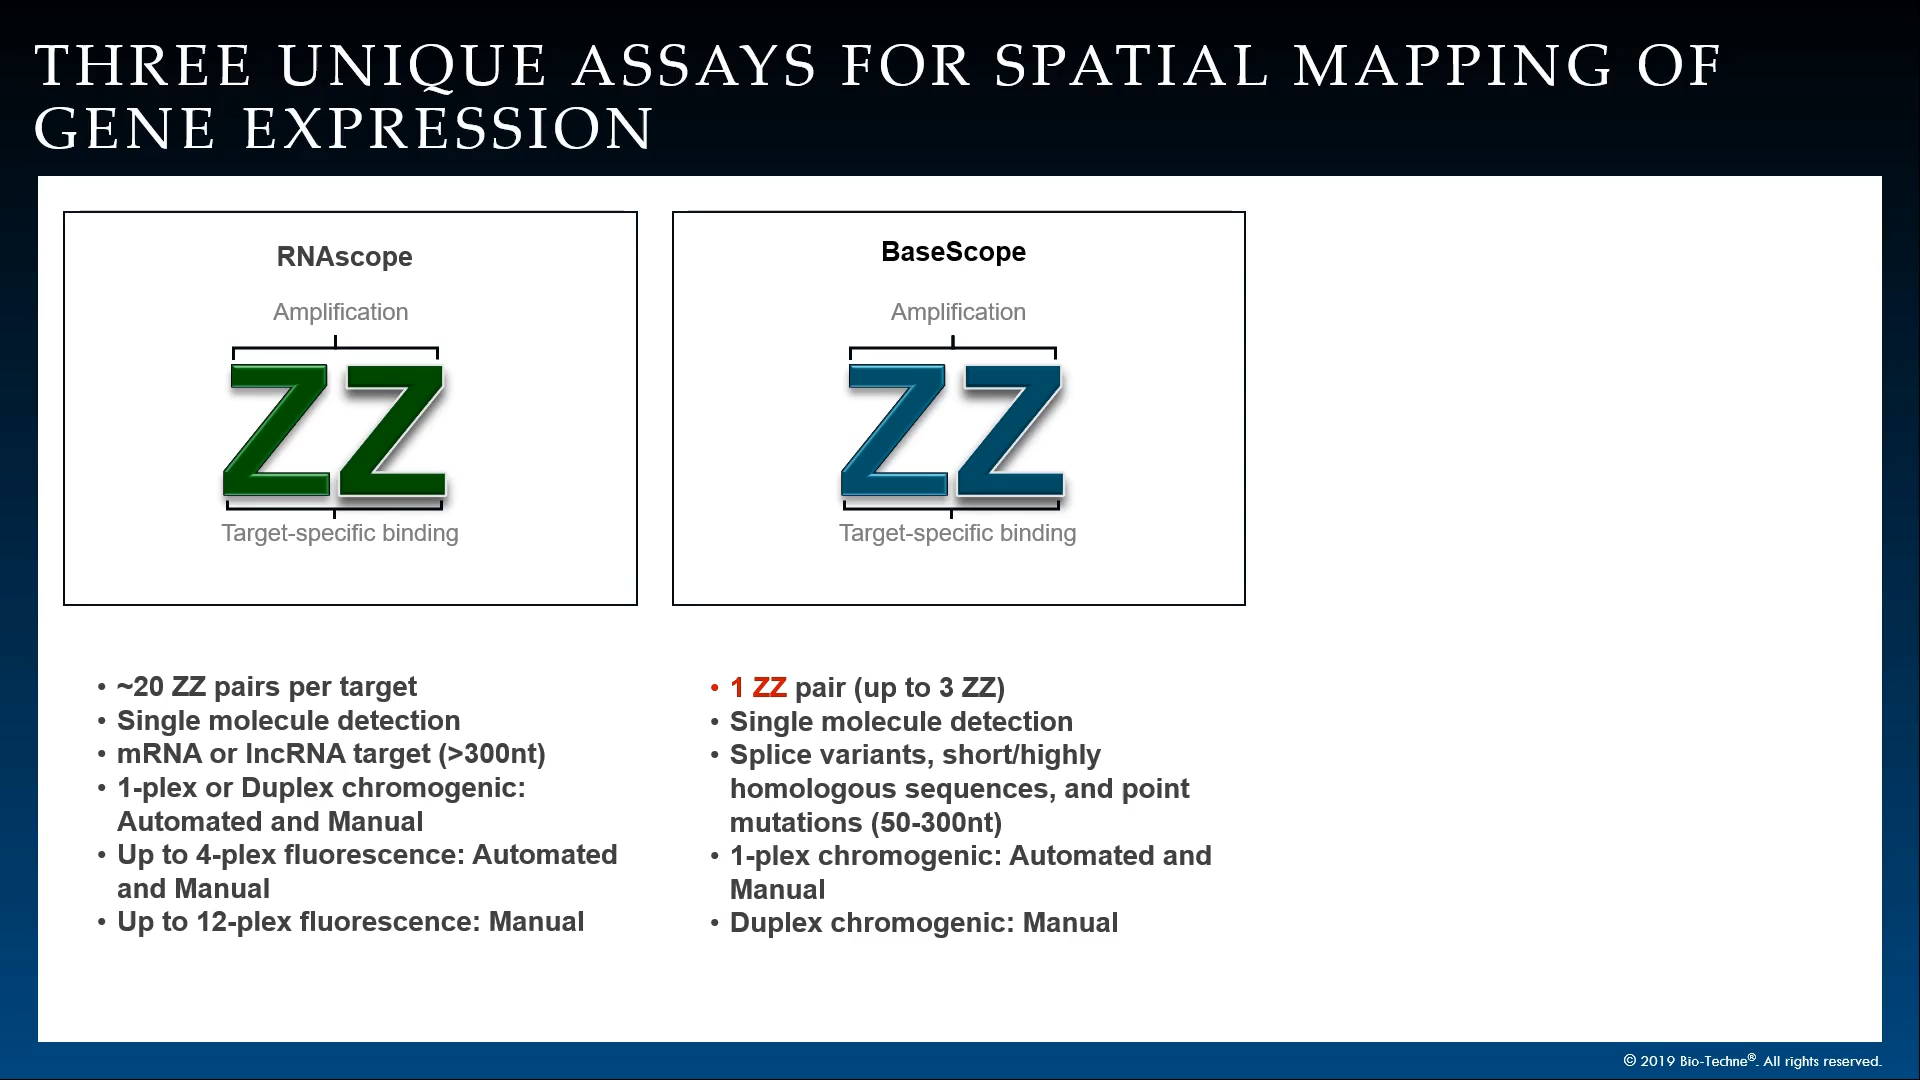 THREE UNIQUE ASSAYS FOR SPATIAL MAPPING OF
GENE EXPRESSION
RNAscope
Amplification
ZZ
Target-specific binding
• ~20 ZZ pairs per target
• Single molecule detection
• mRNA or lncRNA target (>300nt)
• 1-plex or Duplex chromogenic:
Automated and Manual
• Up to 4-plex fluorescence: Automated
and Manual
• Up to 12-plex fluorescence: Manual
BaseScope
Amplification
ZZ
Target-specific binding
• 1 ZZ pair (up to 3 ZZ)
• Single molecule detection
• Splice variants, short/highly
homologous sequences, and point
mutations (50-300nt)
• 1-plex chromogenic: Automated and
Manual
• Duplex chromogenic: Manual
© 2019 Bio-Techne®. All rights reserved.